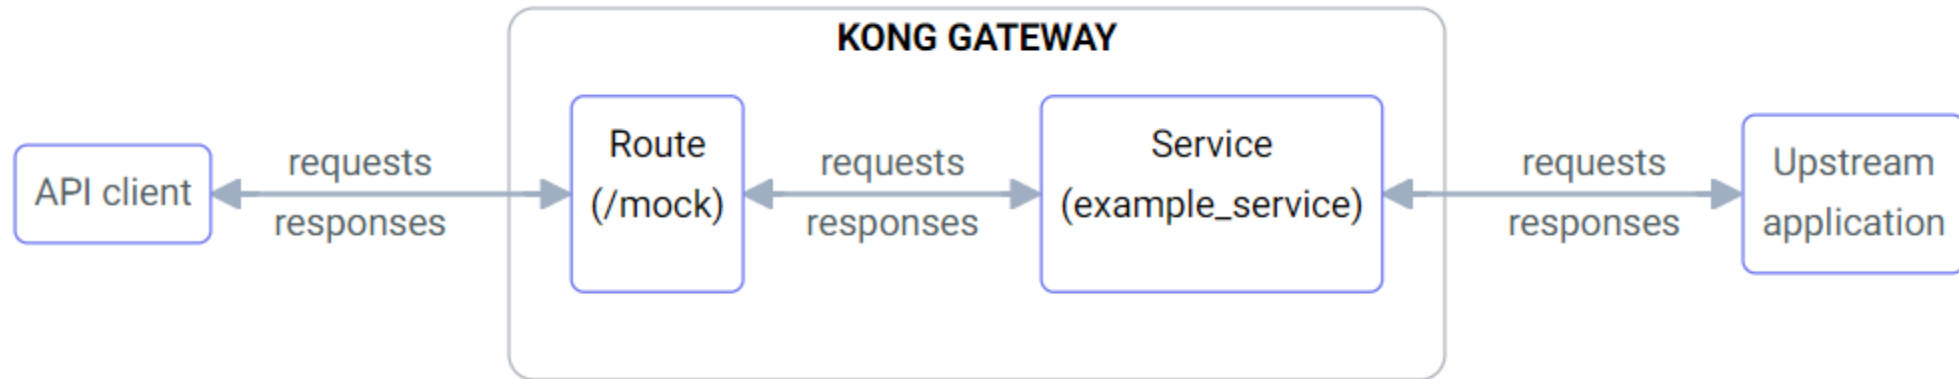 KONG GATEWAY
API client
requests
responses
Route
(/mock)
requests
responses
Service
(example_service)
requests
responses
Upstream
application